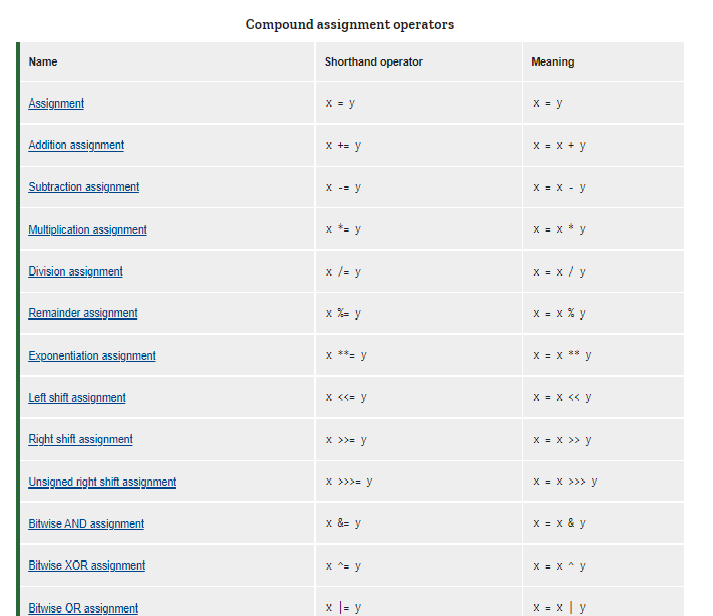 Compound assignment operators
Name Shorthand operator Meaning
Assignment x = y x = y
Addition assignment x += y x = x + y
Subtraction assignment x -= y x = x - y
Multiplication assignment x *= y x = x * y
Division assignment x /= y x = x / y
Remainder assignment x %= y x = x % y
Exponentiation assignment x **= y x = x ** y
Left shift assignment x <<= y x = x << y
Right shift assignment x >>= y x = x >> y
Unsigned right shift assignment x >>>= y x = x >>> y
Bitwise AND assignment x &= y x = x & y
Bitwise XOR assignment x ^= y x = x ^ y
Bitwise OR assignment x |= y x = x | y